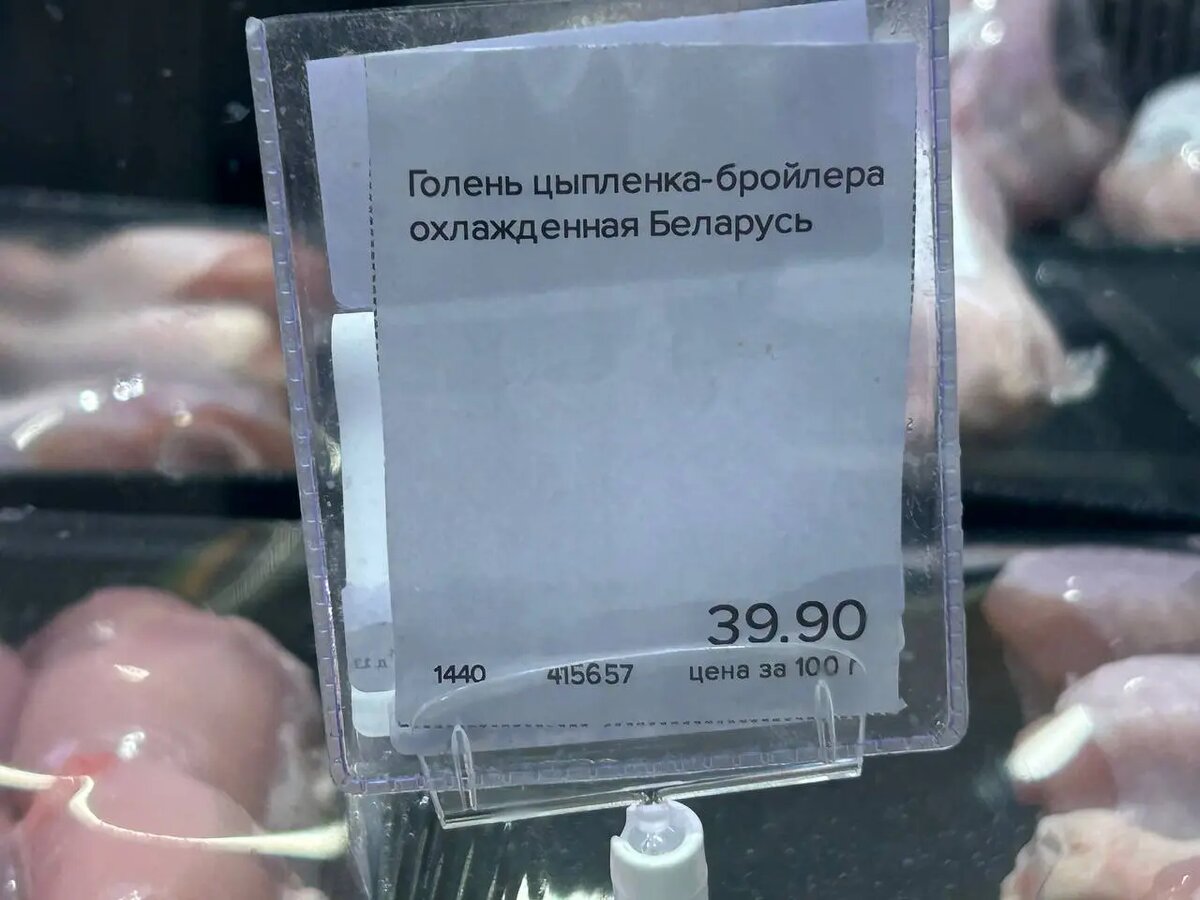 Голень цыпленка-бройлера
охлажденная Беларусь
39.90
1440 415657 цена за 100 г